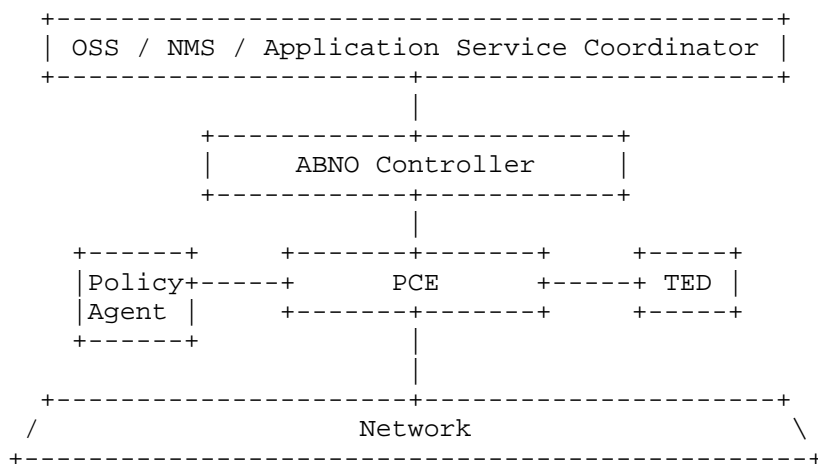 OSS / NMS / Application Service Coordinator
ABNO Controller
Policy PCE TED
Agent
Network